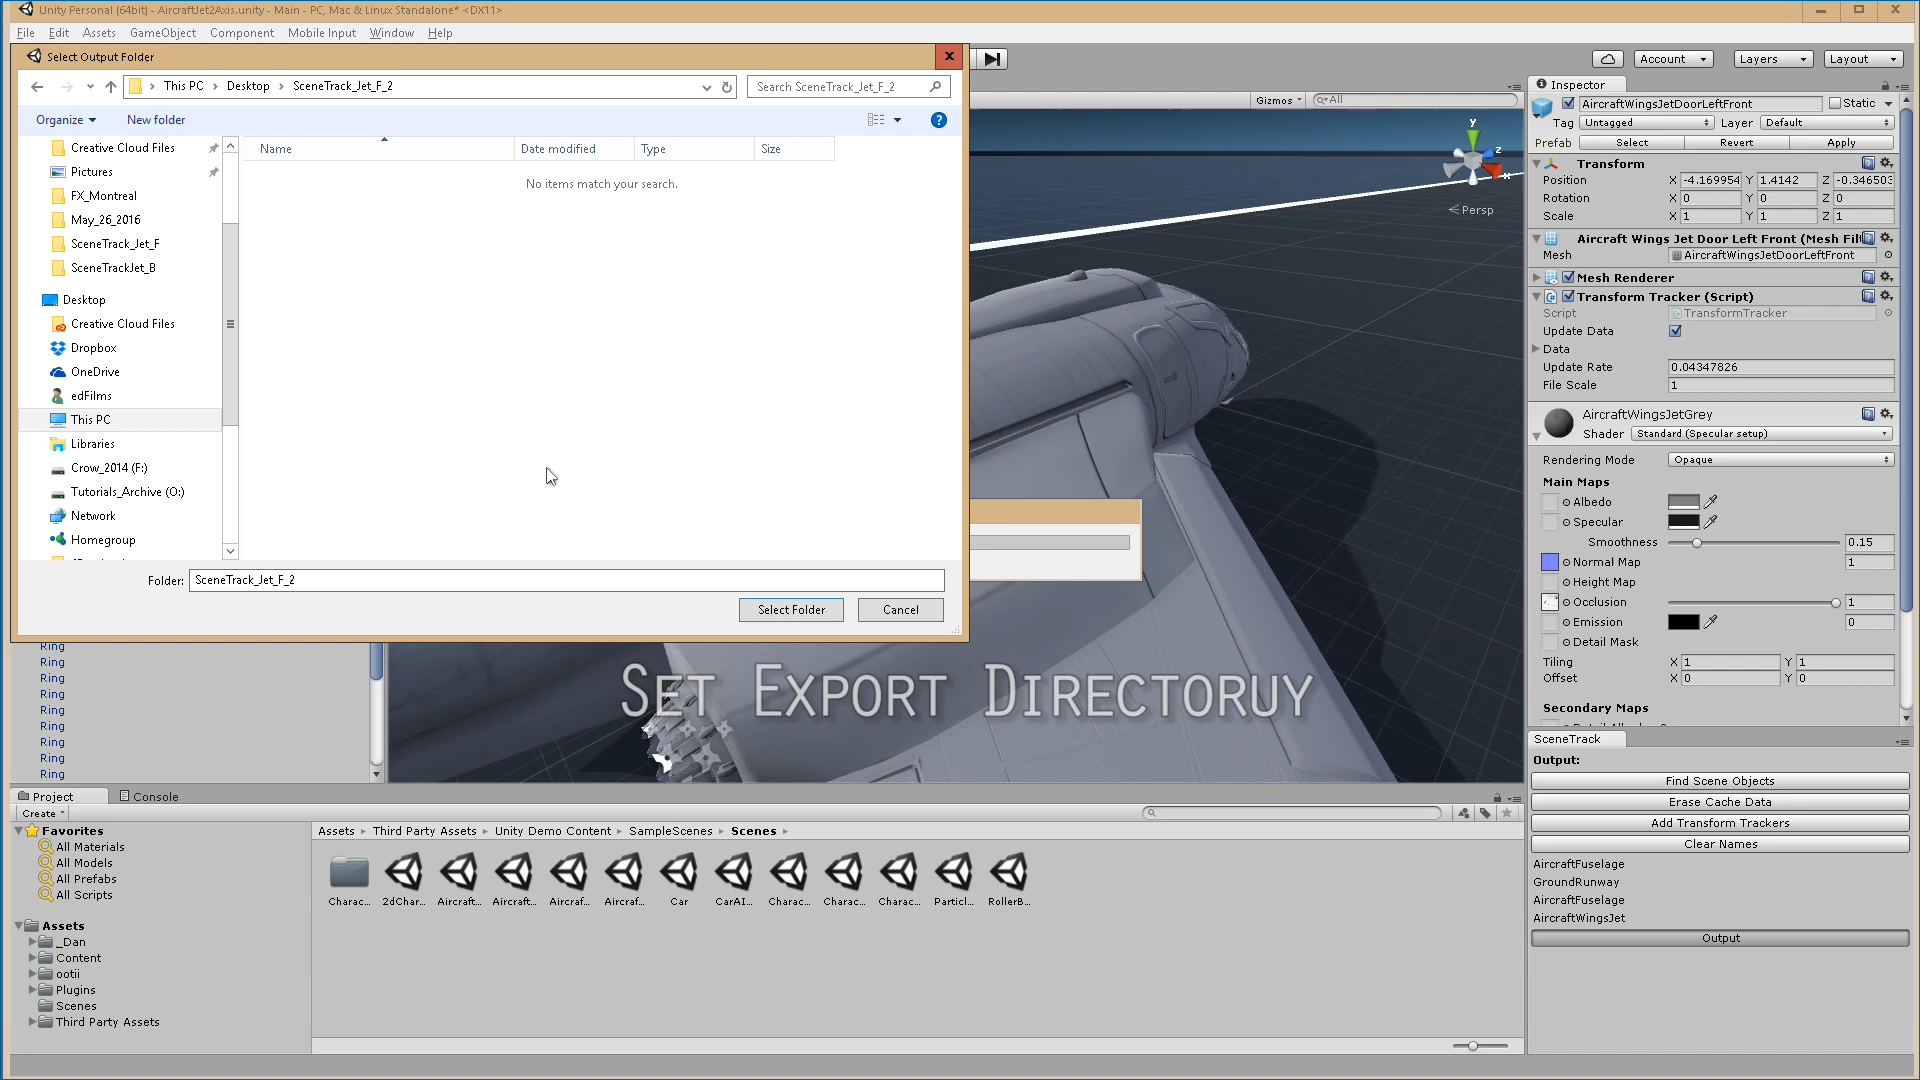 Unity Personal (64bit) - AircraftJet2Axis.unity - Main - PC, Mac & Linux Standalone* <DX11>
File Edit Assets GameObject Component Mobile Input Window Help
Select Output Folder
This PC > Desktop > SceneTrack_Jet_F_2
Search SceneTrack_Jet_F_2
Organize New folder
Name Date modified Type Size
No items match your search.
Creative Cloud Files
Pictures
FX_Montreal
May_26_2016
SceneTrack_Jet_F
SceneTrackJet_B
Desktop
Creative Cloud Files
Dropbox
OneDrive
edFilms
This PC
Libraries
Crow_2014 (F:)
Tutorials_Archive (O:)
Network
Homegroup
Folder: SceneTrack_Jet_F_2
Select Folder Cancel
Ring
Ring
Ring
Ring
Ring
Ring
Ring
Ring
Ring
Account Layers Layout
Gizmos All
y
z
x
Persp
Set Export Directoruy
Inspector
AircraftWingsJetDoorLeftFront Static
Tag Untagged Layer Default
Prefab Select Revert Apply
Transform
Position X -4.169954 Y 1.4142 Z -0.346503
Rotation X 0 Y 0 Z 0
Scale X 1 Y 1 Z 1
Aircraft Wings Jet Door Left Front (Mesh Filt
Mesh AircraftWingsJetDoorLeftFront
Mesh Renderer
Transform Tracker (Script)
Script TransformTracker
Update Data
Data
Update Rate 0.04347826
File Scale 1
AircraftWingsJetGrey
Shader Standard (Specular setup)
Rendering Mode Opaque
Main Maps
Albedo
Specular
Smoothness 0.15
Normal Map 1
Height Map
Occlusion 1
Emission 0
Detail Mask
Tiling X 1 Y 1
Offset X 0 Y 0
Secondary Maps
SceneTrack
Output:
Find Scene Objects
Erase Cache Data
Add Transform Trackers
Clear Names
AircraftFuselage
GroundRunway
AircraftFuselage
AircraftWingsJet
Output
Project Console
Create
Favorites
All Materials
All Models
All Prefabs
All Scripts
Assets
_Dan
Content
ootii
Plugins
Scenes
Third Party Assets
Assets Third Party Assets Unity Demo Content SampleScenes Scenes
Charac... 2dChar... Aircraft... Aircraft... Aircraf... Aircraf... Car CarAI... Charac... Charac... Charac... Particl... RollerB...